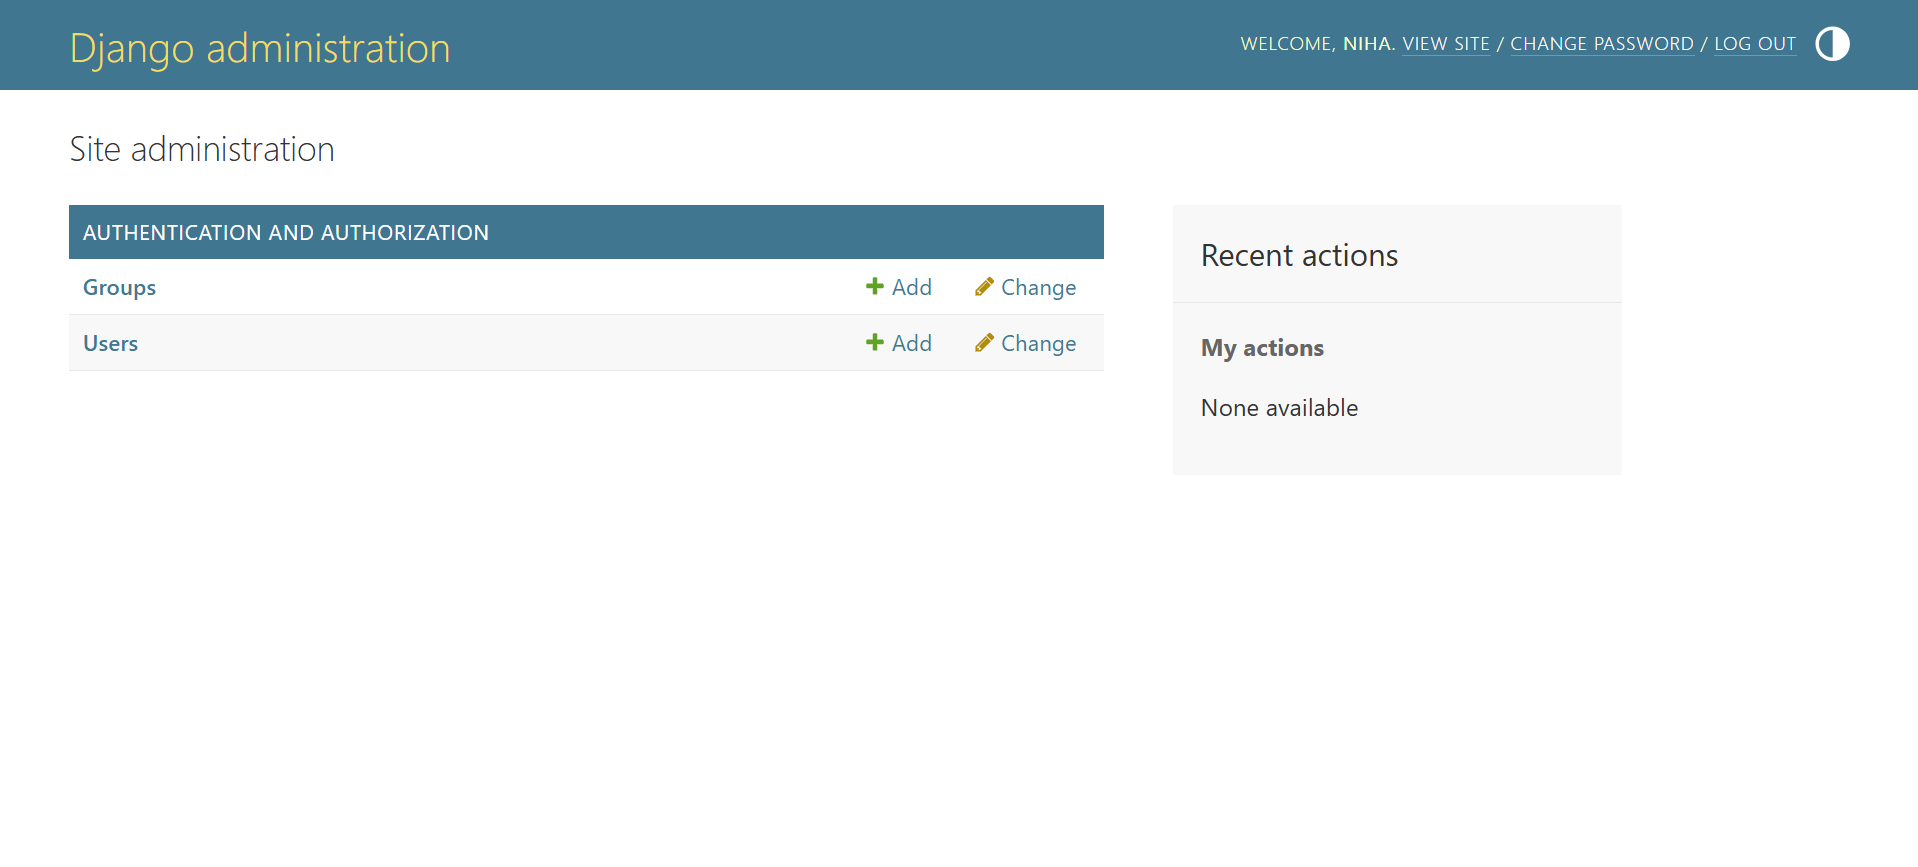 Django administration
WELCOME, NIHA. VIEW SITE / CHANGE PASSWORD / LOG OUT
Site administration
AUTHENTICATION AND AUTHORIZATION
Groups Add Change
Users Add Change
Recent actions
My actions
None available